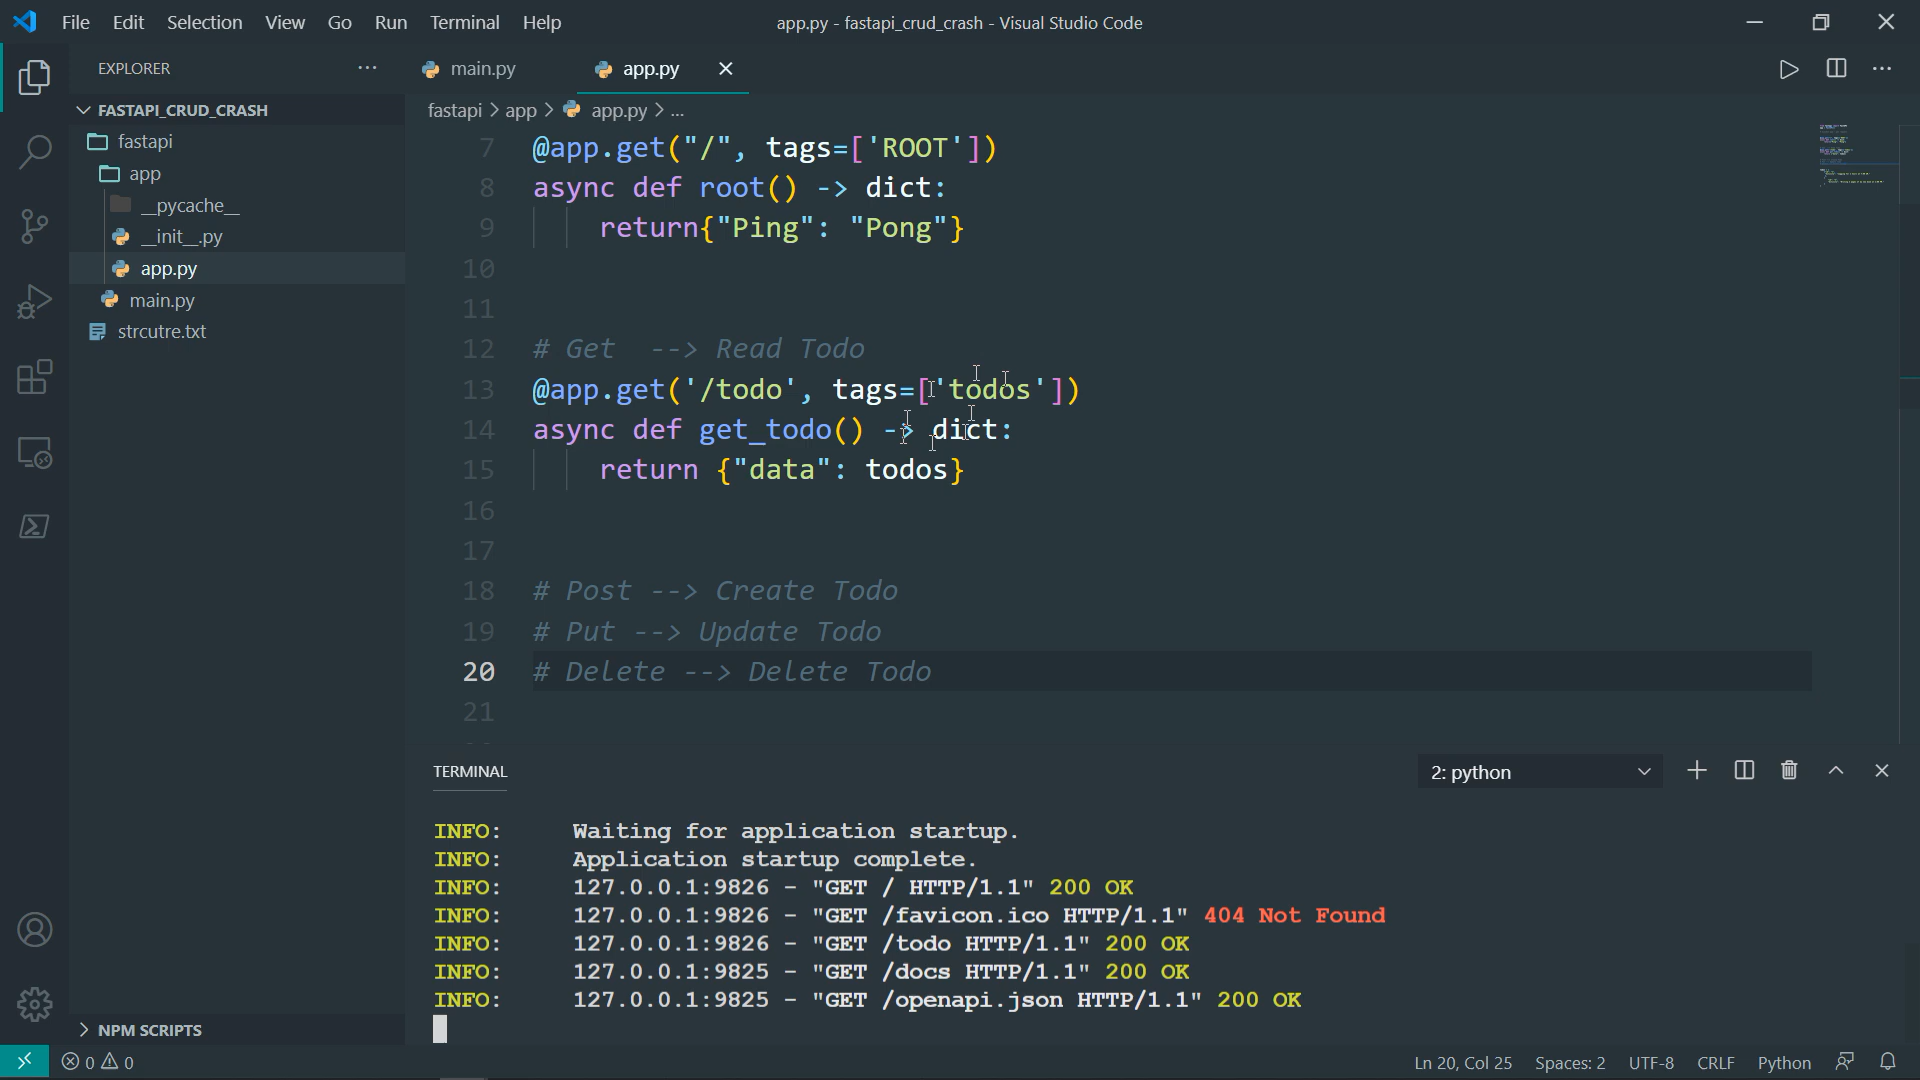 File Edit Selection View Go Run Terminal Help
app.py - fastapi_crud_crash - Visual Studio Code
EXPLORER
FASTAPI_CRUD_CRASH
fastapi
app
__pycache__
__init__.py
app.py
main.py
strcutre.txt
NPM SCRIPTS
main.py
app.py
fastapi > app > app.py > ...
7 @app.get("/", tags=['ROOT'])
8 async def root() -> dict:
9 return{"Ping": "Pong"}
10
11
12 # Get --> Read Todo
13 @app.get('/todo', tags=['todos'])
14 async def get_todo() -> dict:
15 return {"data": todos}
16
17
18 # Post --> Create Todo
19 # Put --> Update Todo
20 # Delete --> Delete Todo
21
TERMINAL
2: python
INFO: Waiting for application startup.
INFO: Application startup complete.
INFO: 127.0.0.1:9826 - "GET / HTTP/1.1" 200 OK
INFO: 127.0.0.1:9826 - "GET /favicon.ico HTTP/1.1" 404 Not Found
INFO: 127.0.0.1:9826 - "GET /todo HTTP/1.1" 200 OK
INFO: 127.0.0.1:9825 - "GET /docs HTTP/1.1" 200 OK
INFO: 127.0.0.1:9825 - "GET /openapi.json HTTP/1.1" 200 OK
0 0
Ln 20, Col 25 Spaces: 2 UTF-8 CRLF Python